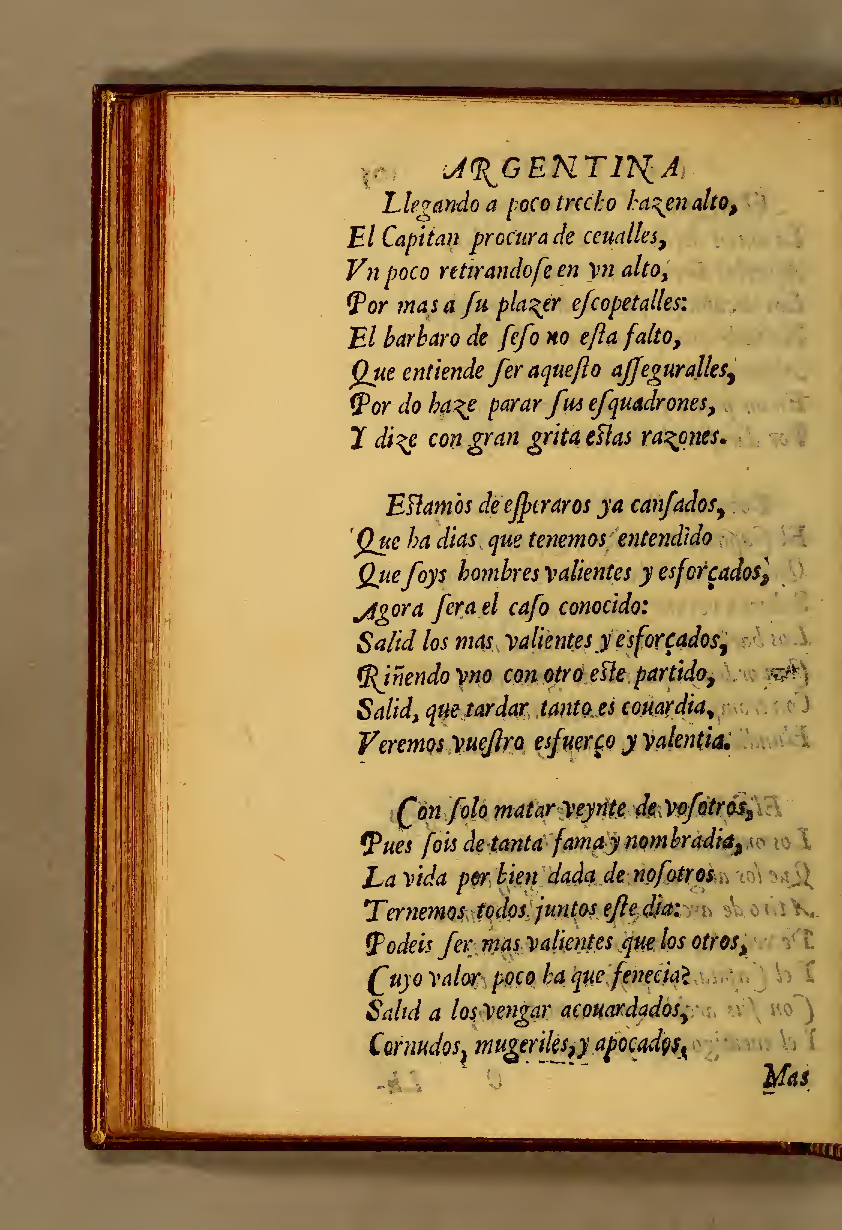 ARGENTINA
Llegando a poco trecho hazen alto,
El Capitan procura de ceualles,
Vn poco retirandoſe en vn alto,
Por mas a ſu plazer eſcopetalles:
El barbaro de ſeſo no eſta falto,
Que entiende ſer aqueſto aſſeguralles,
Por do haze parar ſus eſquadrones,
Y dize con gran grita eſtas razones.
Eſtamos de eſperaros ya canſados,
Que ha dias que tenemos entendido
Que ſoys hombres valientes y esforçados,
Agora ſera el caſo conocido:
Salid los mas valientes y esforçados,
Riñendo vno con otro eſte partido,
Salid, que tardar tanto es couardia,
Veremos vueſtro esfuerço y valentia.
Con ſolo matar veynte de voſotros,
Pues ſois de tanta fama y nombradia,
La vida por bien dada de noſotros
Ternemos todos juntos eſte dia:
Podeis ſer mas valientes que los otros,
Cuyo valor poco ha que fenecia?
Salid a los vengar acouardados,
Cornudos, mugeriles, y apocados,
Mas